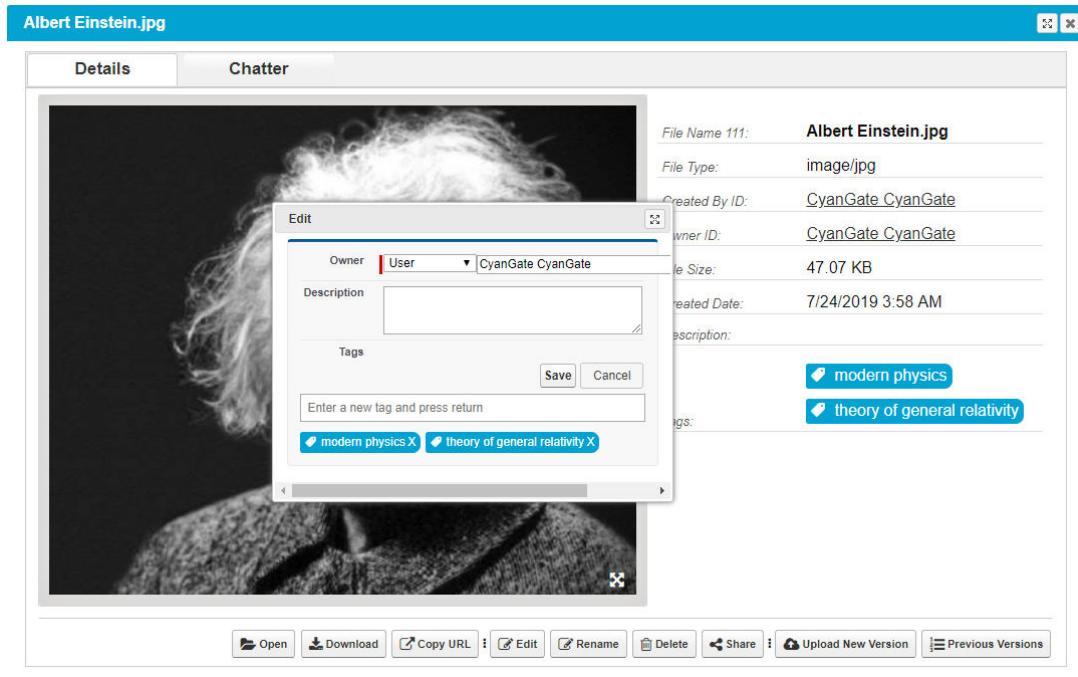 Albert Einstein.jpg
Details
Chatter
File Name 111: Albert Einstein.jpg
File Type: image/jpg
Created By ID: CyanGate CyanGate
wner ID: CyanGate CyanGate
le Size: 47.07 KB
reated Date: 7/24/2019 3:58 AM
escription:
modern physics
theory of general relativity
ags:
Edit
Owner User CyanGate CyanGate
Description
Tags
Save Cancel
Enter a new tag and press return
modern physics X theory of general relativity X
Open Download Copy URL Edit Rename Delete Share Upload New Version Previous Versions